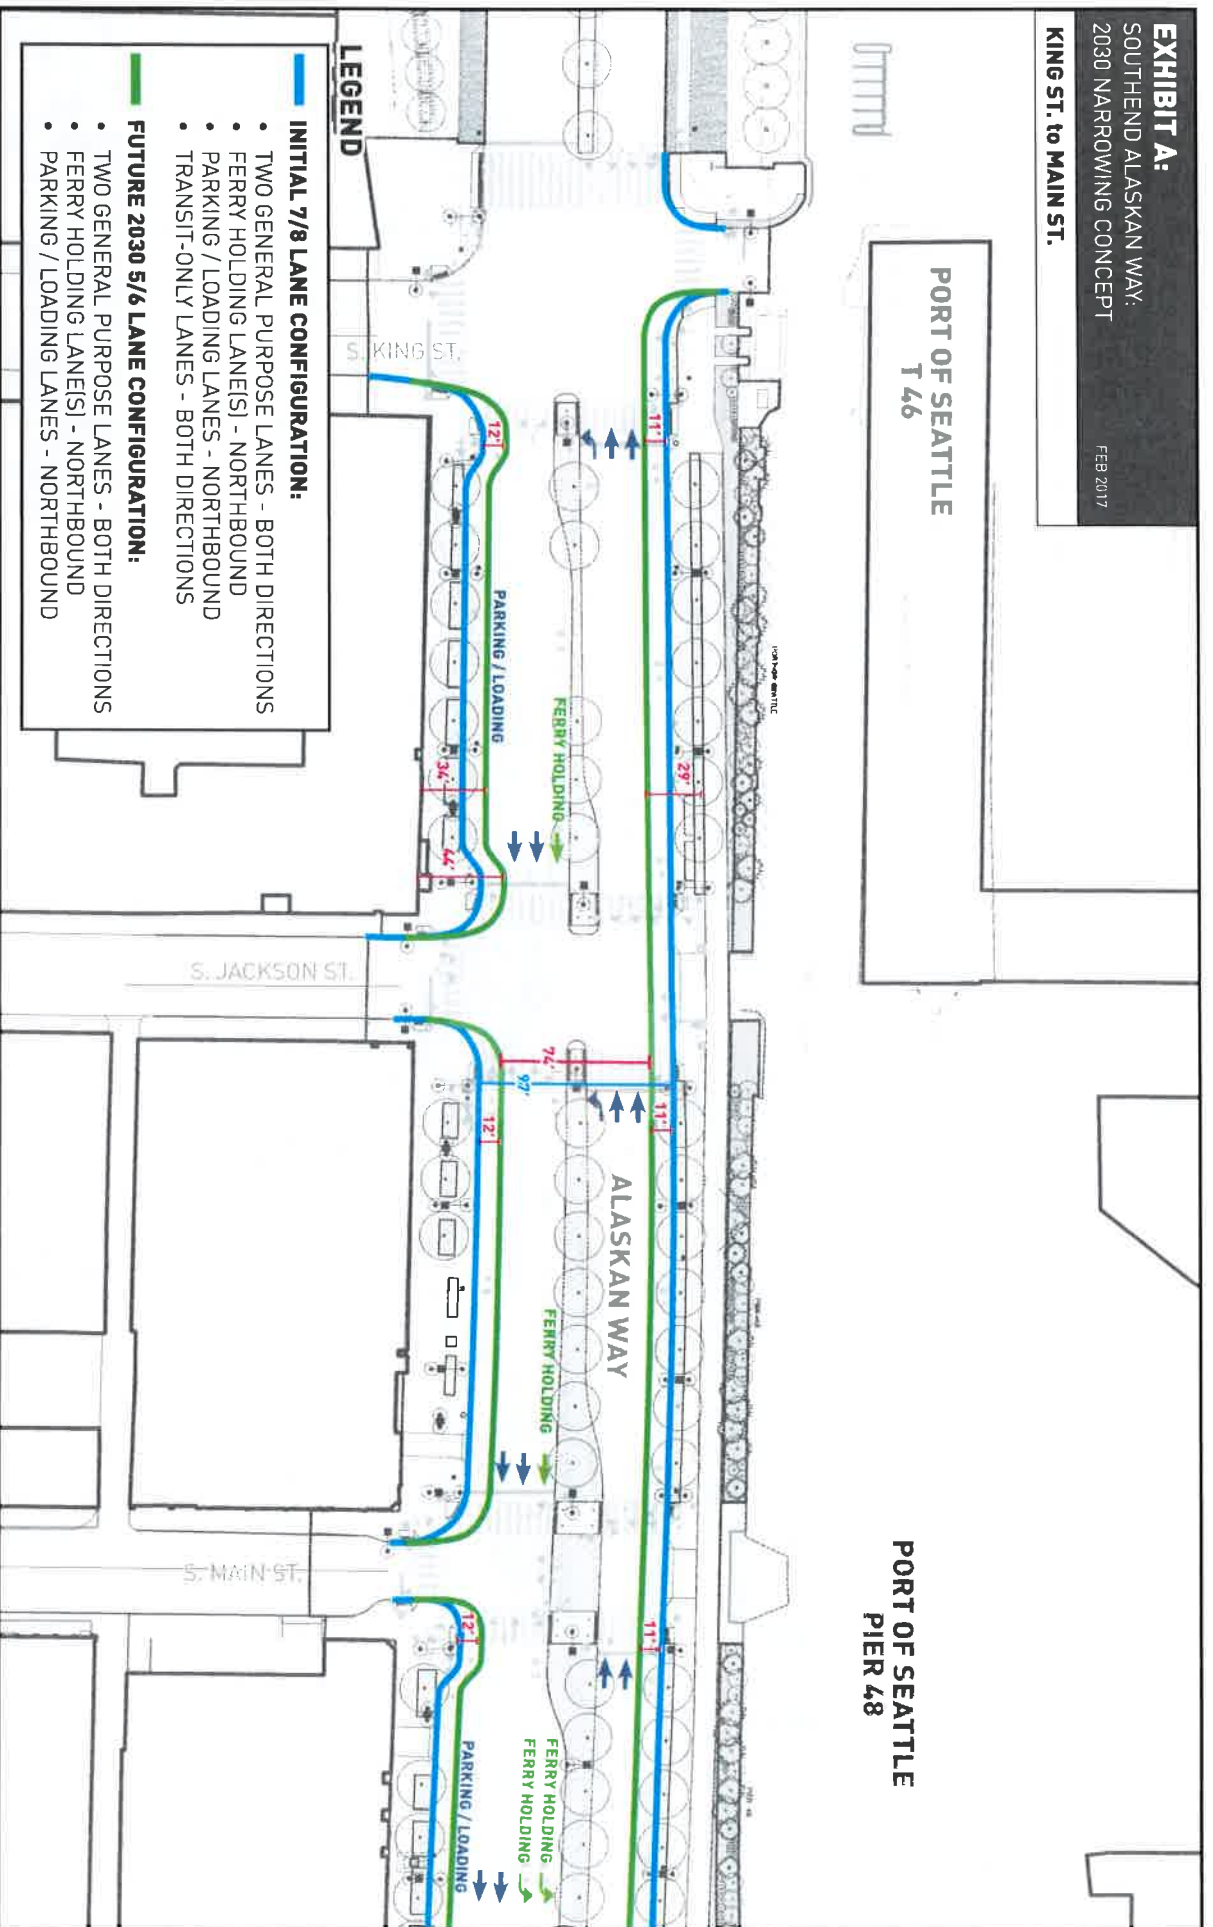 EXHIBIT A:
SOUTHEND ALASKAN WAY:
2030 NARROWING CONCEPT
FEB 2017
KING ST. to MAIN ST.
PORT OF SEATTLE
T 46
PORT OF SEATTLE
PIER 48
PORT OF SEATTLE
11'
29'
11'
11'
ALASKAN WAY
74'
97'
FERRY HOLDING
FERRY HOLDING
FERRY HOLDING
FERRY HOLDING
PARKING / LOADING
PARKING / LOADING
12'
34'
44'
12'
12'
S. KING ST.
S. JACKSON ST.
S. MAIN ST.
LEGEND
INITIAL 7/8 LANE CONFIGURATION:
• TWO GENERAL PURPOSE LANES - BOTH DIRECTIONS
• FERRY HOLDING LANE(S) - NORTHBOUND
• PARKING / LOADING LANES - NORTHBOUND
• TRANSIT-ONLY LANES - BOTH DIRECTIONS
FUTURE 2030 5/6 LANE CONFIGURATION:
• TWO GENERAL PURPOSE LANES - BOTH DIRECTIONS
• FERRY HOLDING LANE(S) - NORTHBOUND
• PARKING / LOADING LANES - NORTHBOUND